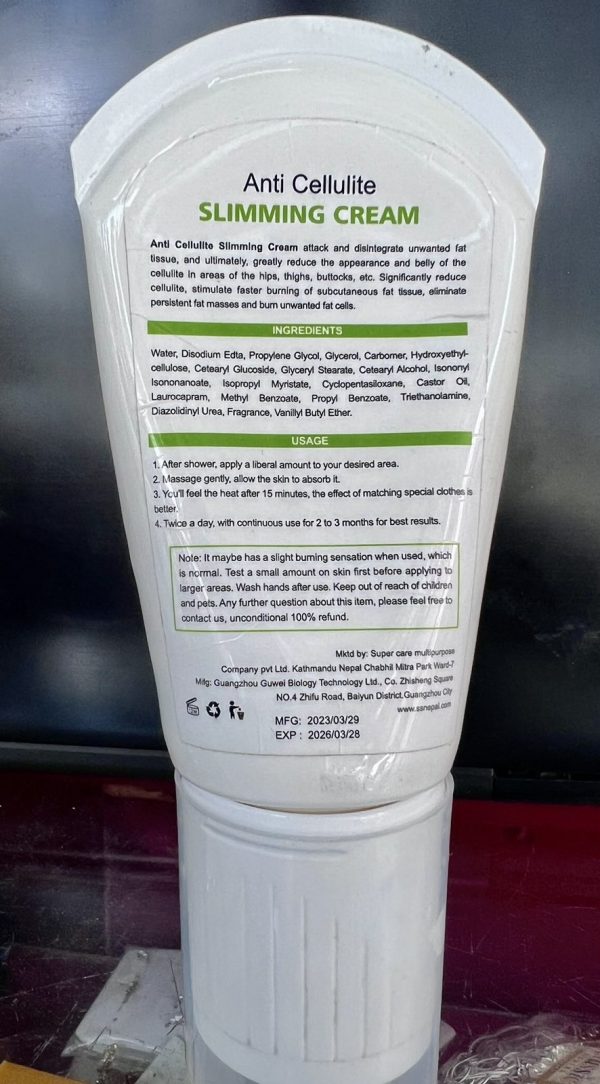 Anti Cellulite
SLIMMING CREAM
Anti Cellulite Slimming Cream attack and disintegrate unwanted fat
tissue, and ultimately, greatly reduce the appearance and belly of the
cellulite in areas of the hips, thighs, buttocks, etc. Significantly reduce
cellulite, stimulate faster burning of subcutaneous fat tissue, eliminate
persistent fat masses and burn unwanted fat cells.
INGREDIENTS
Water, Disodium Edta, Propylene Glycol, Glycerol, Carbomer, Hydroxyethyl-
cellulose, Cetearyl Glucoside, Glyceryl Stearate, Cetearyl Alcohol, Isononyl
Isononanoate, Isopropyl Myristate, Cyclopentasiloxane, Castor Oil,
Laurocapram, Methyl Benzoate, Propyl Benzoate, Triethanolamine,
Diazolidinyl Urea, Fragrance, Vanillyl Butyl Ether.
USAGE
1. After shower, apply a liberal amount to your desired area.
2. Massage gently, allow the skin to absorb it.
3. You'll feel the heat after 15 minutes, the effect of matching special clothes is
better.
4. Twice a day, with continuous use for 2 to 3 months for best results.
Note: It maybe has a slight burning sensation when used, which
is normal. Test a small amount on skin first before applying to
larger areas. Wash hands after use. Keep out of reach of children
and pets. Any further question about this item, please feel free to
contact us, unconditional 100% refund.
Mktd by: Super care multipurpose
Company pvt Ltd. Kathmandu Nepal Chabhil Mitra Park Ward-7
Mfg: Guangzhou Guwei Biology Technology Ltd., Co. Zhisheng Square
NO.4 Zhifu Road, Baiyun District,Guangzhou City
www.sanepal.com
MFG: 2023/03/29
EXP : 2026/03/28